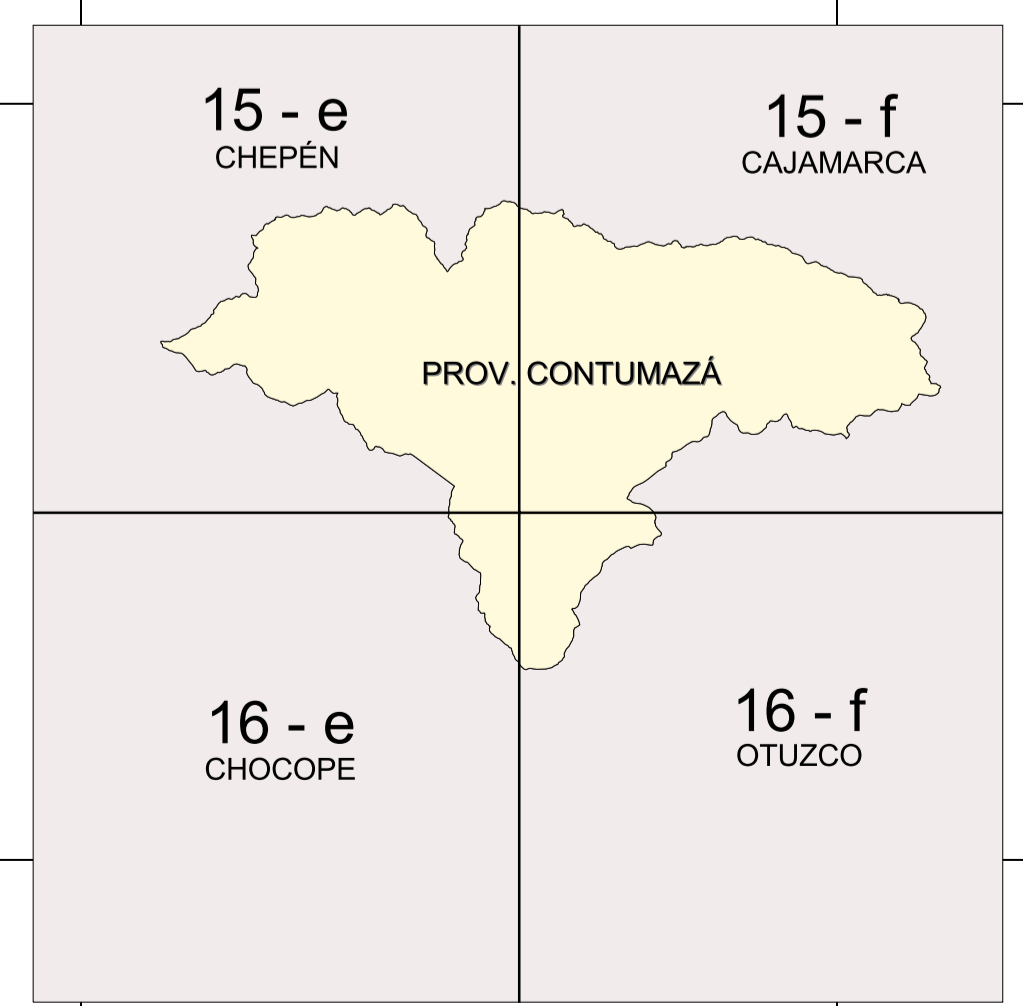 15 - e
CHEPÉN
15 - f
CAJAMARCA
PROV. CONTUMAZÁ
16 - e
CHOCOPE
16 - f
OTUZCO